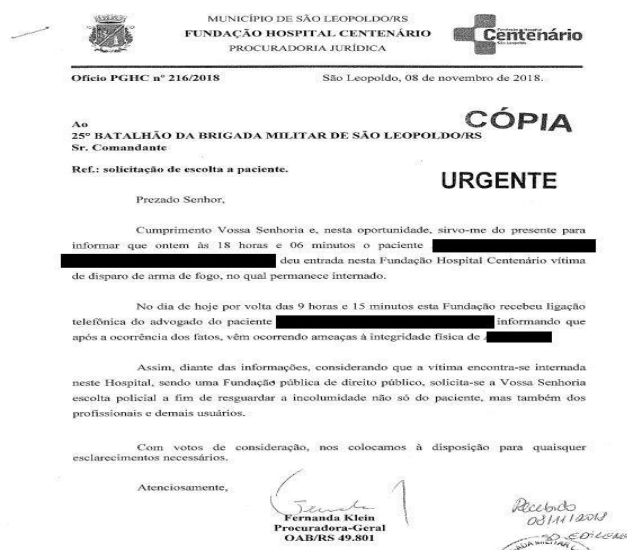 MUNICÍPIO DE SÃO LEOPOLDO/RS
FUNDAÇÃO HOSPITAL CENTENÁRIO
PROCURADORIA JURÍDICA
Centenário
Ofício PGHC nº 216/2018
São Leopoldo, 08 de novembro de 2018.
CÓPIA
Ao
25º BATALHÃO DA BRIGADA MILITAR DE SÃO LEOPOLDO/RS
Sr. Comandante
Ref.: solicitação de escolta a paciente.
URGENTE
Prezado Senhor,
Cumprimento Vossa Senhoria e, nesta oportunidade, sirvo-me do presente para
informar que ontem às 18 horas e 06 minutos o paciente
deu entrada nesta Fundação Hospital Centenário vítima
de disparo de arma de fogo, no qual permanece internado.
No dia de hoje por volta das 9 horas e 15 minutos esta Fundação recebeu ligação
telefônica do advogado do paciente informando que
após a ocorrência dos fatos, vêm ocorrendo ameaças à integridade física de
Assim, diante das informações, considerando que a vítima encontra-se internada
neste Hospital, sendo uma Fundação pública de direito público, solicita-se a Vossa Senhoria
escolta policial a fim de resguardar a incolumidade não só do paciente, mas também dos
profissionais e demais usuários.
Com votos de consideração, nos colocamos à disposição para quaisquer
esclarecimentos necessários.
Atenciosamente,
Fernanda Klein
Procuradora-Geral
OAB/RS 49.801
Recebido
08/11/2018